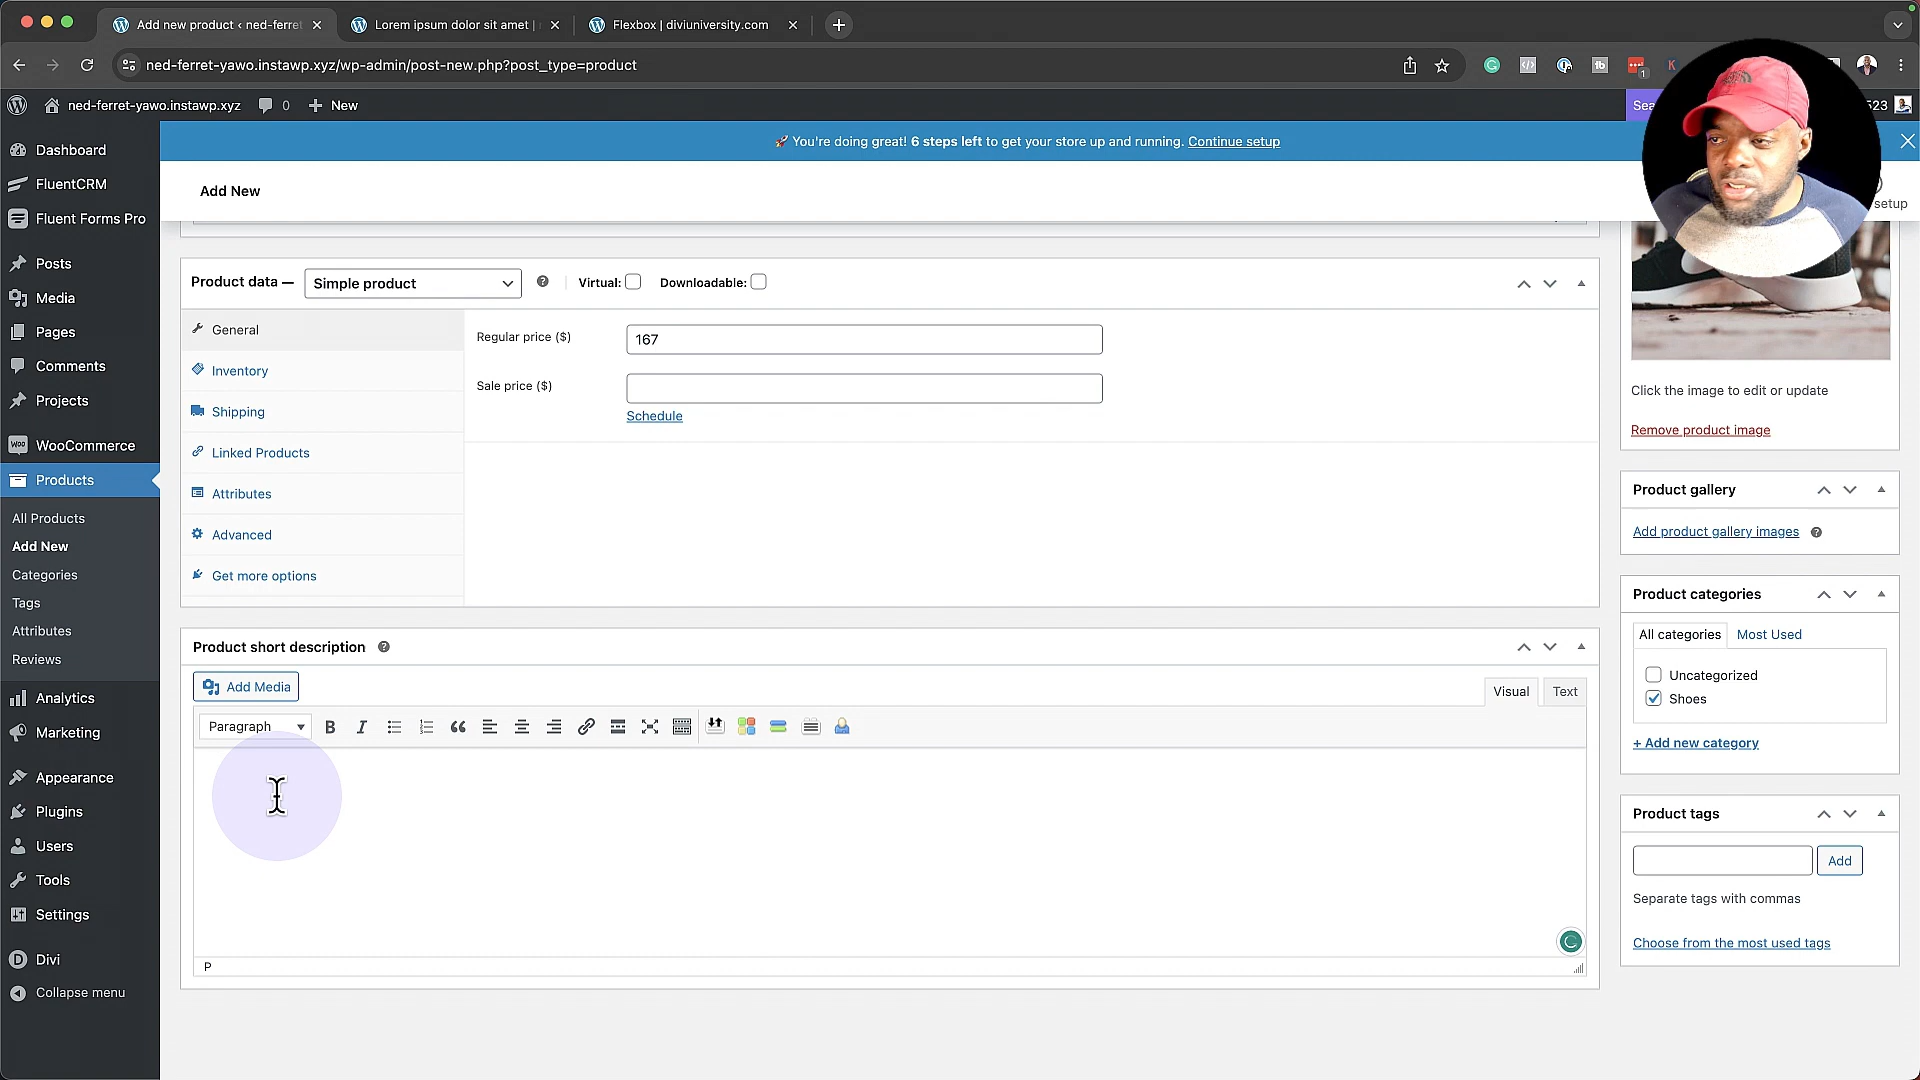 Add new product ‹ ned-ferret
Lorem ipsum dolor sit amet |
Flexbox | diviuniversity.com
ned-ferret-yawo.instawp.xyz/wp-admin/post-new.php?post_type=product
ned-ferret-yawo.instawp.xyz
0
New
Sea
523
🚀 You're doing great! 6 steps left to get your store up and running. Continue setup
Add New
setup
Dashboard
FluentCRM
Fluent Forms Pro
Posts
Media
Pages
Comments
Projects
WooCommerce
Products
All Products
Add New
Categories
Tags
Attributes
Reviews
Analytics
Marketing
Appearance
Plugins
Users
Tools
Settings
Divi
Collapse menu
Product data —
Simple product
Virtual:
Downloadable:
General
Inventory
Shipping
Linked Products
Attributes
Advanced
Get more options
Regular price ($)
167
Sale price ($)
Schedule
Product short description
Add Media
Visual
Text
Paragraph
P
Click the image to edit or update
Remove product image
Product gallery
Add product gallery images
Product categories
All categories
Most Used
Uncategorized
Shoes
+ Add new category
Product tags
Add
Separate tags with commas
Choose from the most used tags